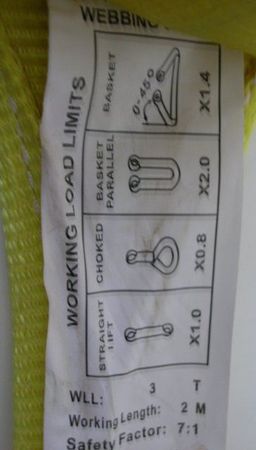 WEBBING
WORKING LOAD LIMITS
BASKET
0-45°
X1.4
BASKET
PARALLEL
X2.0
CHOKED
X0.8
STRAIGHT
LIFT
X1.0
WLL: 3 T
Working Length: 2 M
Safety Factor: 7:1